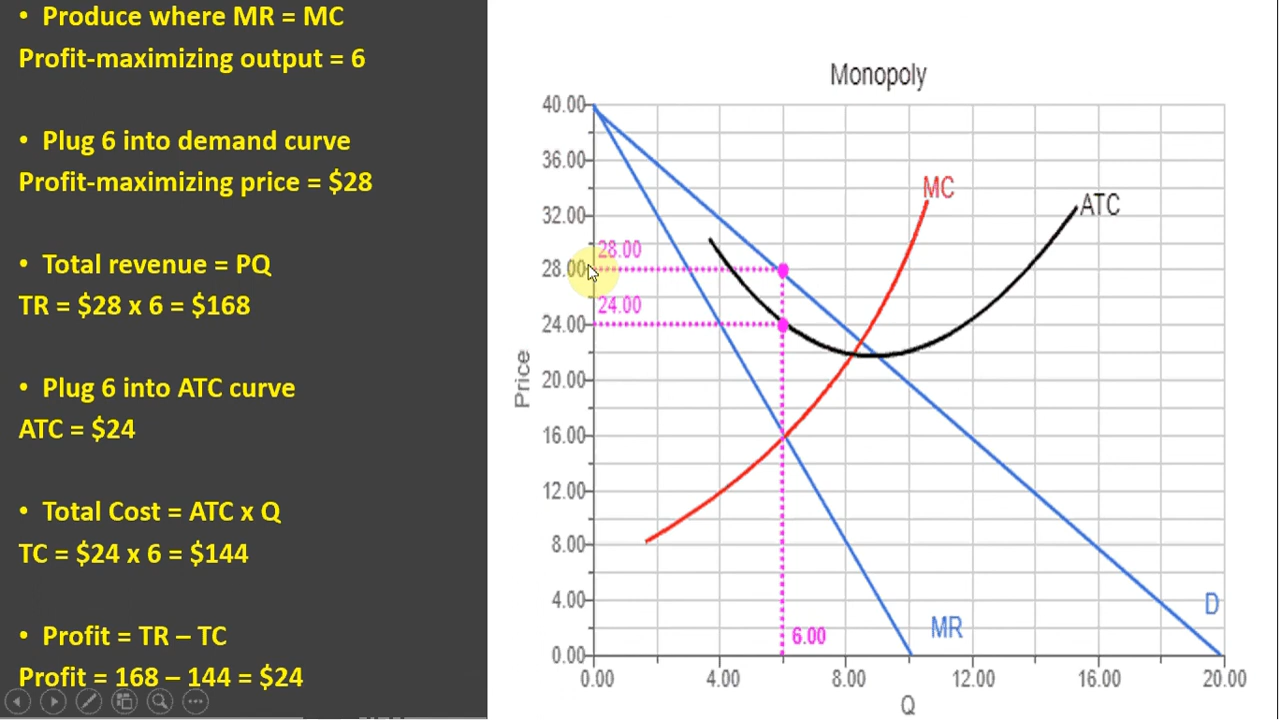 • Produce where MR = MC
Profit-maximizing output = 6
• Plug 6 into demand curve
Profit-maximizing price = $28
• Total revenue = PQ
TR = $28 x 6 = $168
• Plug 6 into ATC curve
ATC = $24
• Total Cost = ATC x Q
TC = $24 x 6 = $144
• Profit = TR – TC
Profit = 168 – 144 = $24
Monopoly
40.00
36.00
32.00
28.00
24.00
20.00
16.00
12.00
8.00
4.00
0.00
Price
28.00
24.00
MC
ATC
D
MR
6.00
0.00 4.00 8.00 12.00 16.00 20.00
Q